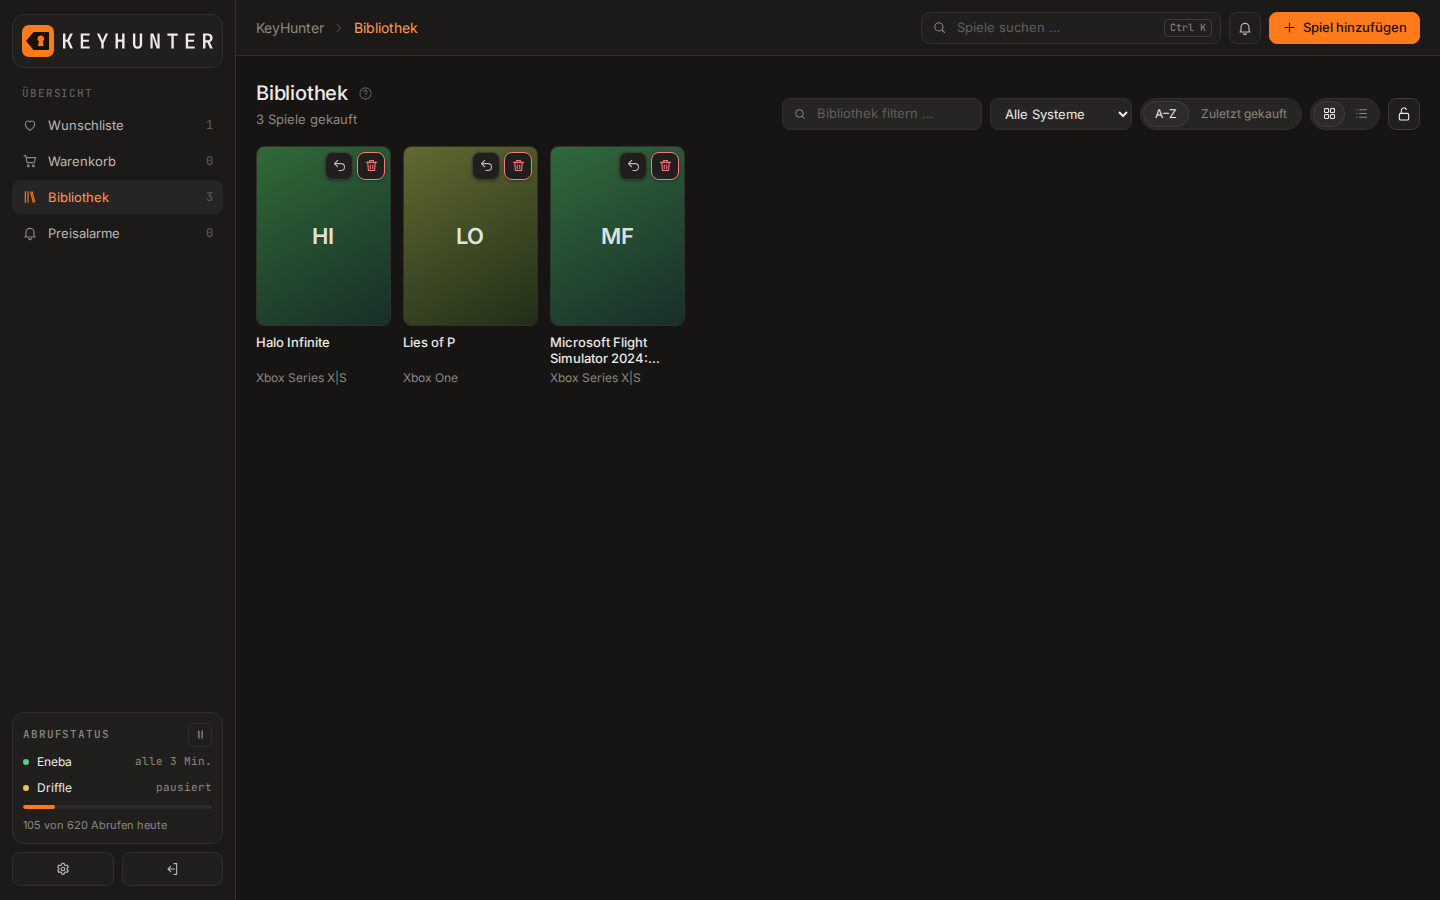 KEYHUNTER
ÜBERSICHT
Wunschliste 1
Warenkorb 0
Bibliothek 3
Preisalarme 0
ABRUFSTATUS
Eneba alle 3 Min.
Driffle pausiert
105 von 620 Abrufen heute
KeyHunter > Bibliothek
Spiele suchen ... Ctrl K
+ Spiel hinzufügen
Bibliothek
3 Spiele gekauft
Bibliothek filtern ...
Alle Systeme
A–Z Zuletzt gekauft
HI
LO
MF
Halo Infinite
Xbox Series X|S
Lies of P
Xbox One
Microsoft Flight
Simulator 2024:...
Xbox Series X|S